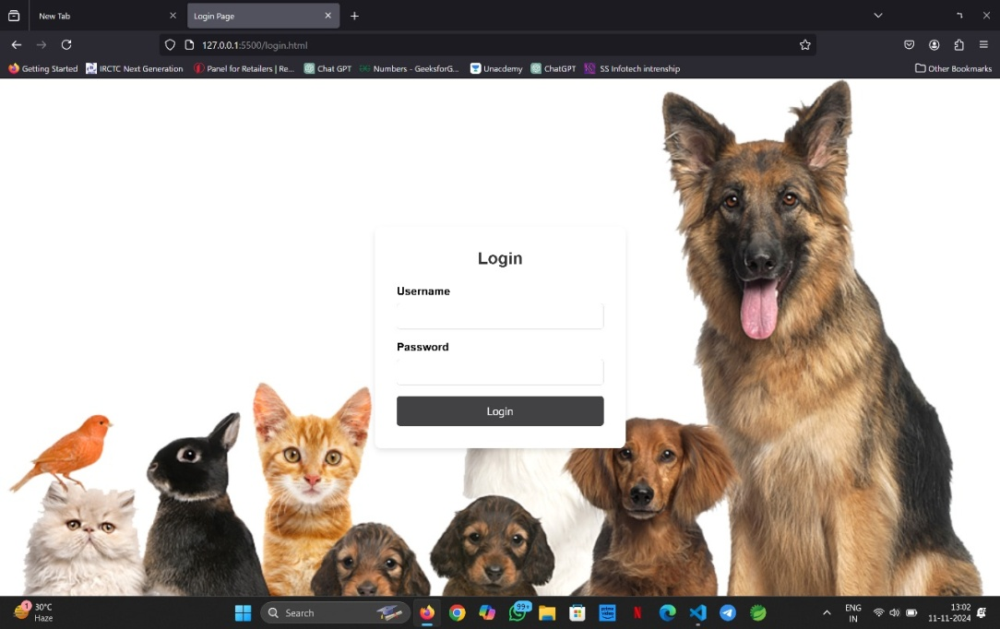 New Tab
Login Page
127.0.0.1:5500/login.html
Getting Started
IRCTC Next Generation
Panel for Retailers | Re...
Chat GPT
Numbers - GeeksforG...
Unacdemy
ChatGPT
SS Infotech intrenship
Other Bookmarks
Login
Username
Password
Login
1
30°C
Haze
Search
99+
prime video
N
ENG
IN
13:02
11-11-2024